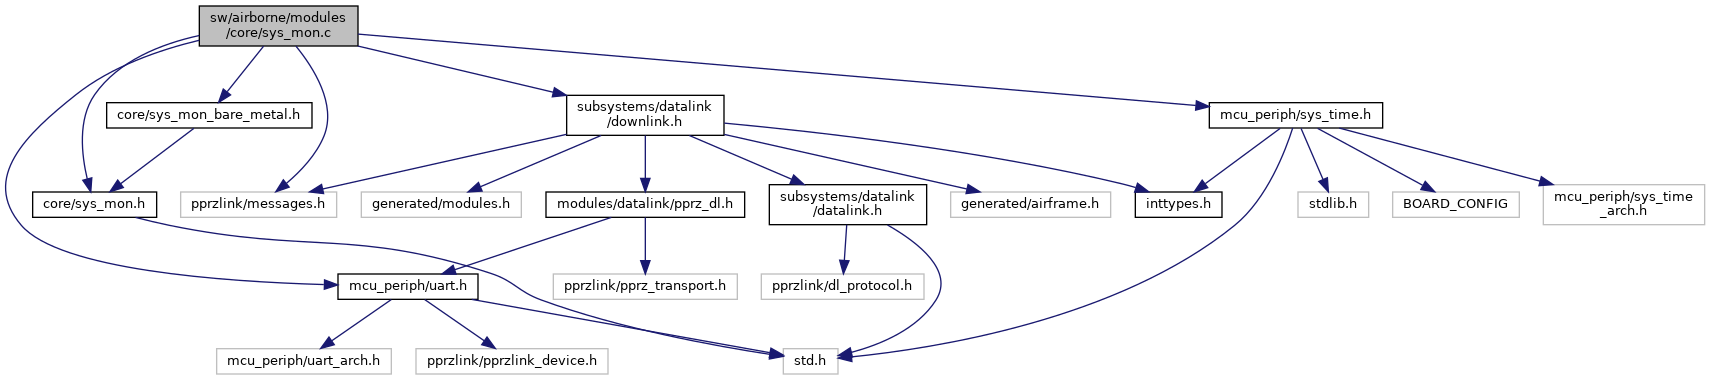 sw/airborne/modules
/core/sys_mon.c
core/sys_mon_bare_metal.h
subsystems/datalink
/downlink.h
mcu_periph/sys_time.h
core/sys_mon.h
pprzlink/messages.h
generated/modules.h
modules/datalink/pprz_dl.h
subsystems/datalink
/datalink.h
generated/airframe.h
inttypes.h
stdlib.h
BOARD_CONFIG
mcu_periph/sys_time
_arch.h
mcu_periph/uart.h
pprzlink/pprz_transport.h
pprzlink/dl_protocol.h
mcu_periph/uart_arch.h
pprzlink/pprzlink_device.h
std.h